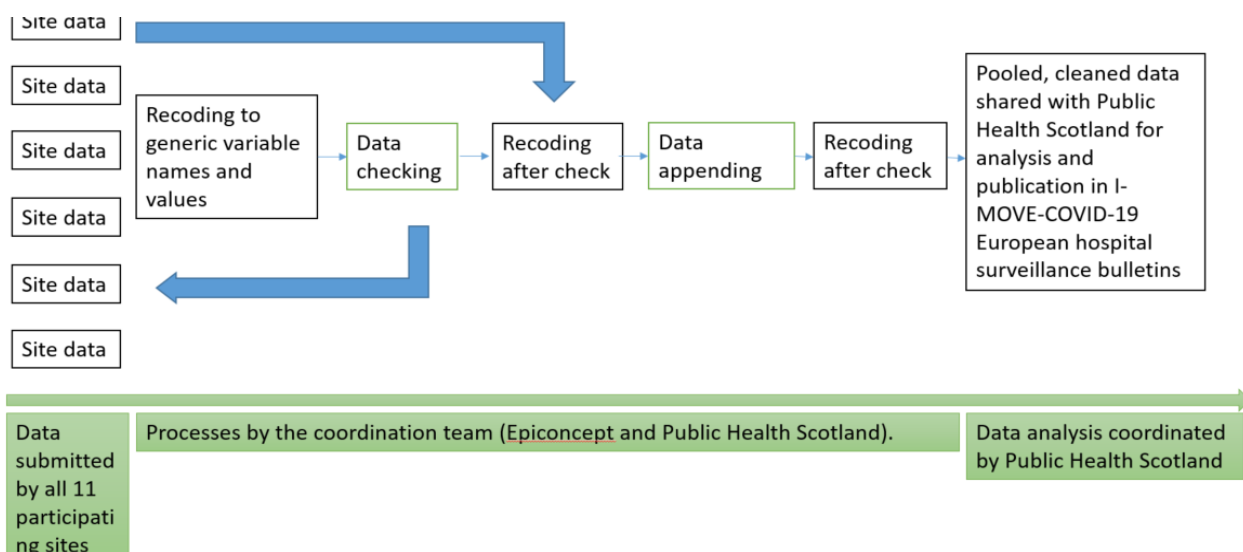 Site data
Site data
Site data
Site data
Site data
Site data
Recoding to
generic variable
names and
values
Data
checking
Recoding
after check
Data
appending
Recoding
after check
Pooled, cleaned data
shared with Public
Health Scotland for
analysis and
publication in I-
MOVE-COVID-19
European hospital
surveillance bulletins
Data
submitted
by all 11
participati
ng sites
Processes by the coordination team (Epiconcept and Public Health Scotland).
Data analysis coordinated
by Public Health Scotland